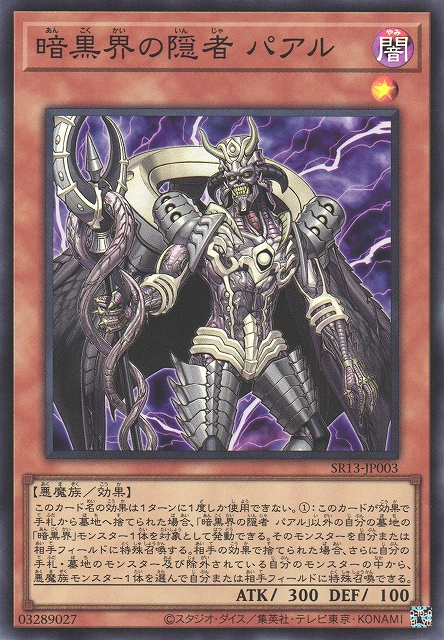 暗黒界の隠者 パアル
闇
SR13-JP003
【悪魔族／効果】
このカード名の効果は1ターンに1度しか使用できない。①：このカードが効果で
手札から墓地へ捨てられた場合、「暗黒界の隠者 パアル」以外の自分の墓地の
「暗黒界」モンスター1体を対象として発動できる。そのモンスターを自分または
相手フィールドに特殊召喚する。相手の効果で捨てられた場合、さらに自分の
手札・墓地のモンスター及び除外されている自分のモンスターの中から、
悪魔族モンスター1体を選んで自分または相手フィールドに特殊召喚できる。
ATK／ 300 DEF／ 100
03289027
©スタジオ・ダイス／集英社・テレビ東京・KONAMI